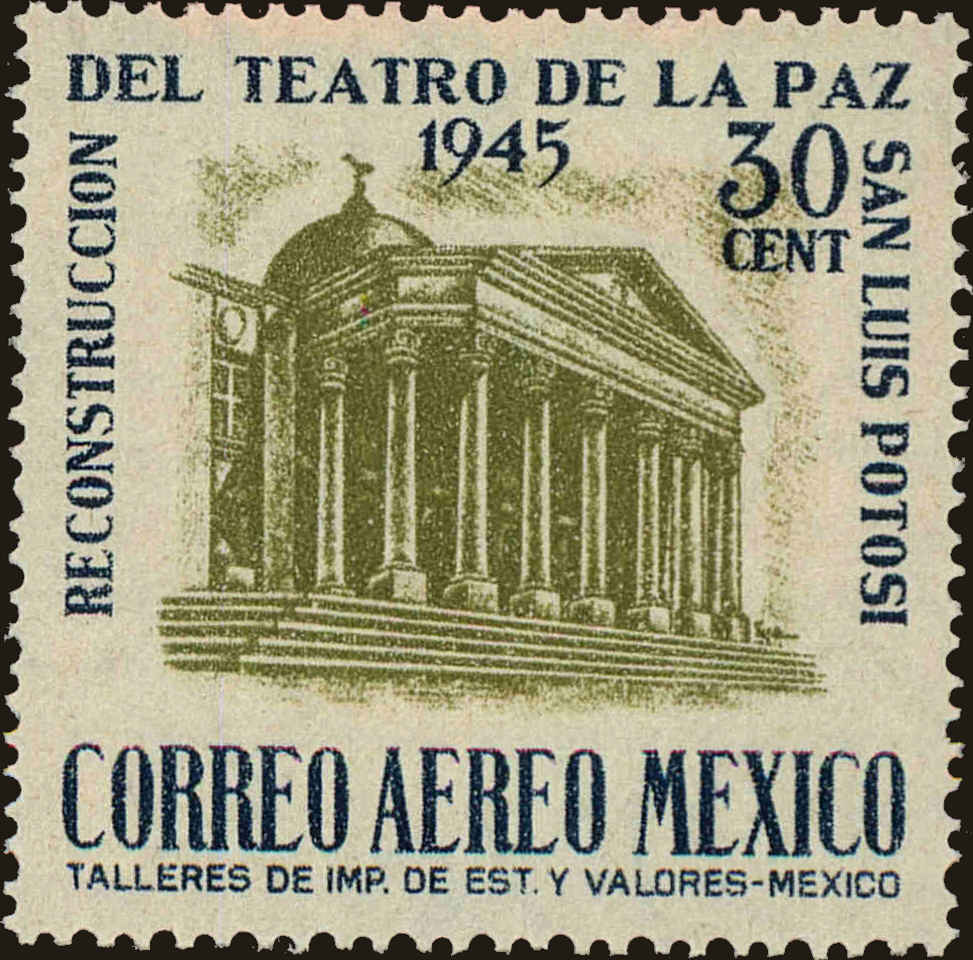 RECONSTRUCCION
DEL TEATRO DE LA PAZ
SAN LUIS POTOSI
1945
30
CENT
CORREO AEREO MEXICO
TALLERES DE IMP. DE EST. Y VALORES-MEXICO